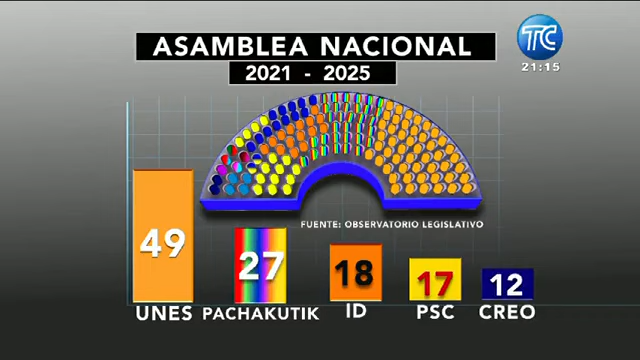 ASAMBLEA NACIONAL
2021 - 2025
TC
21:15
FUENTE: OBSERVATORIO LEGISLATIVO
49
27
18
17
12
UNES
PACHAKUTIK
ID
PSC
CREO